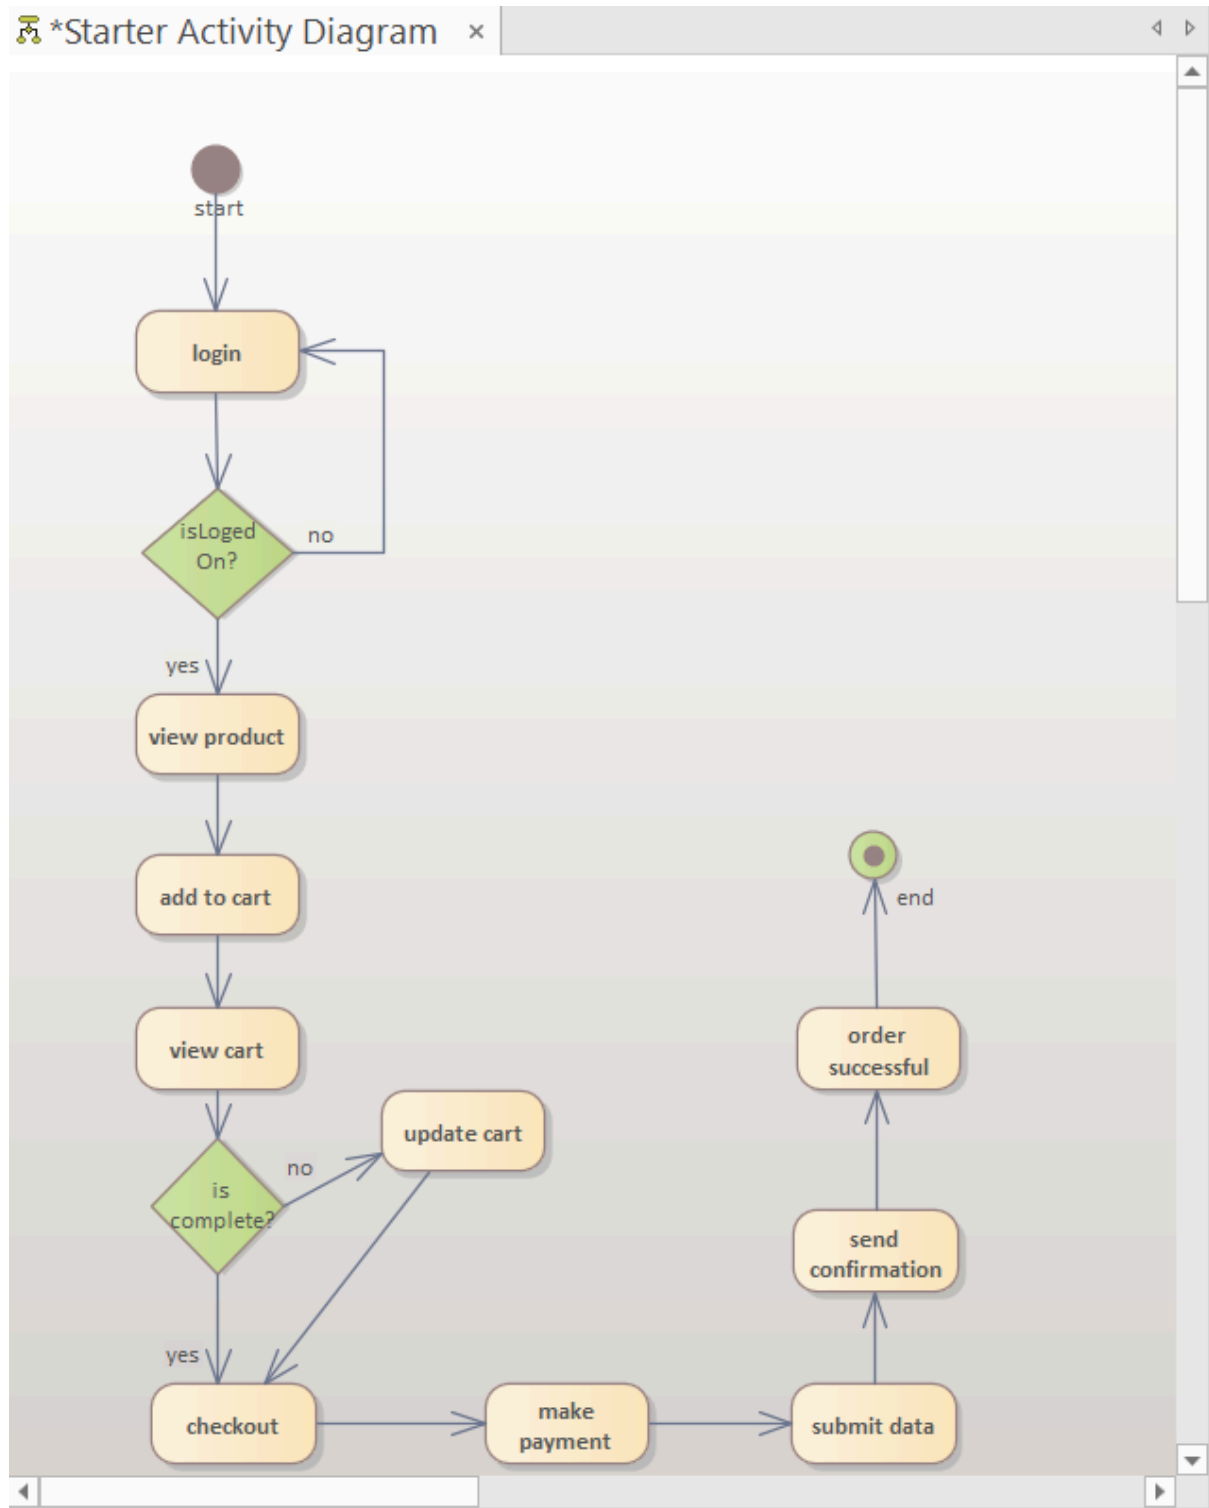 *Starter Activity Diagram ×
start
login
isLoged
On?
no
yes
view product
add to cart
view cart
is
complete?
no
update cart
yes
checkout
make
payment
submit data
send
confirmation
order
successful
end